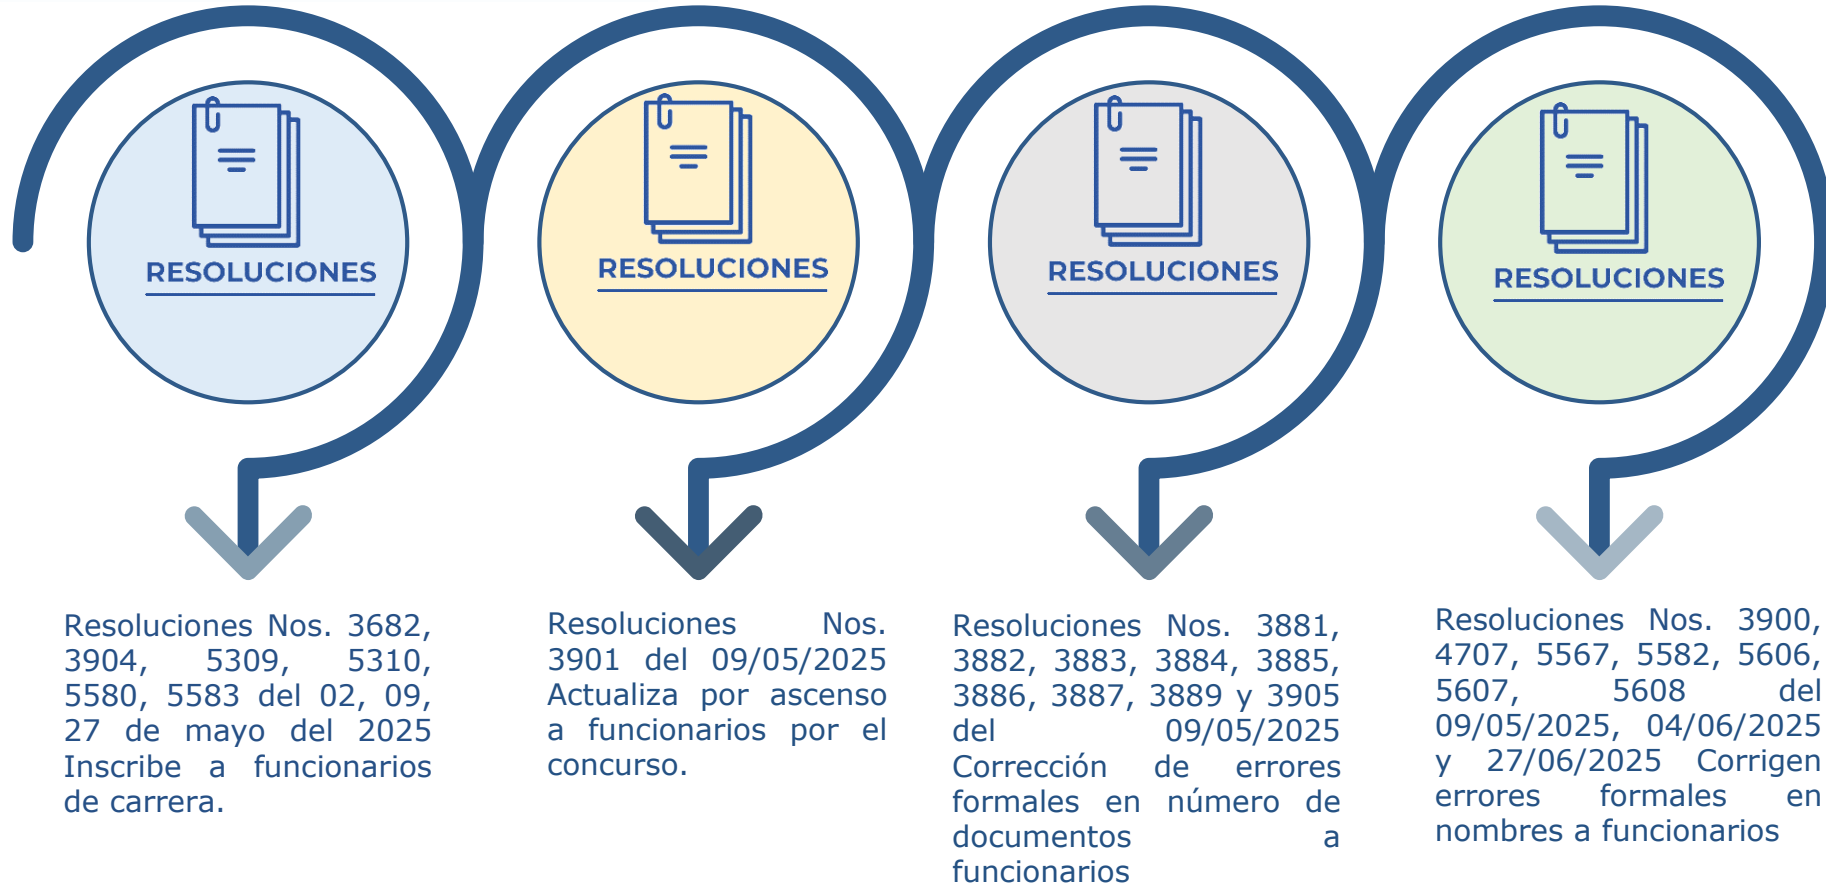 RESOLUCIONES
Resoluciones Nos. 3682,
3904, 5309, 5310,
5580, 5583 del 02, 09,
27 de mayo del 2025
Inscribe a funcionarios
de carrera.
RESOLUCIONES
Resoluciones Nos.
3901 del 09/05/2025
Actualiza por ascenso
a funcionarios por el
concurso.
RESOLUCIONES
Resoluciones Nos. 3881,
3882, 3883, 3884, 3885,
3886, 3887, 3889 y 3905
del 09/05/2025
Corrección de errores
formales en número de
documentos a
funcionarios
RESOLUCIONES
Resoluciones Nos. 3900,
4707, 5567, 5582, 5606,
5607, 5608 del
09/05/2025, 04/06/2025
y 27/06/2025 Corrigen
errores formales en
nombres a funcionarios